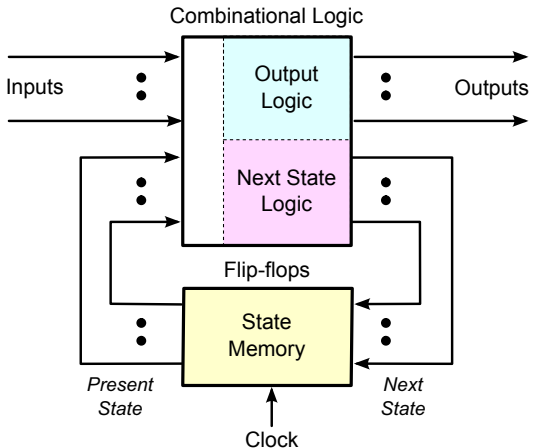 Combinational Logic
Inputs
Output
Logic
Outputs
Next State
Logic
Flip-flops
State
Memory
Present
State
Next
State
Clock